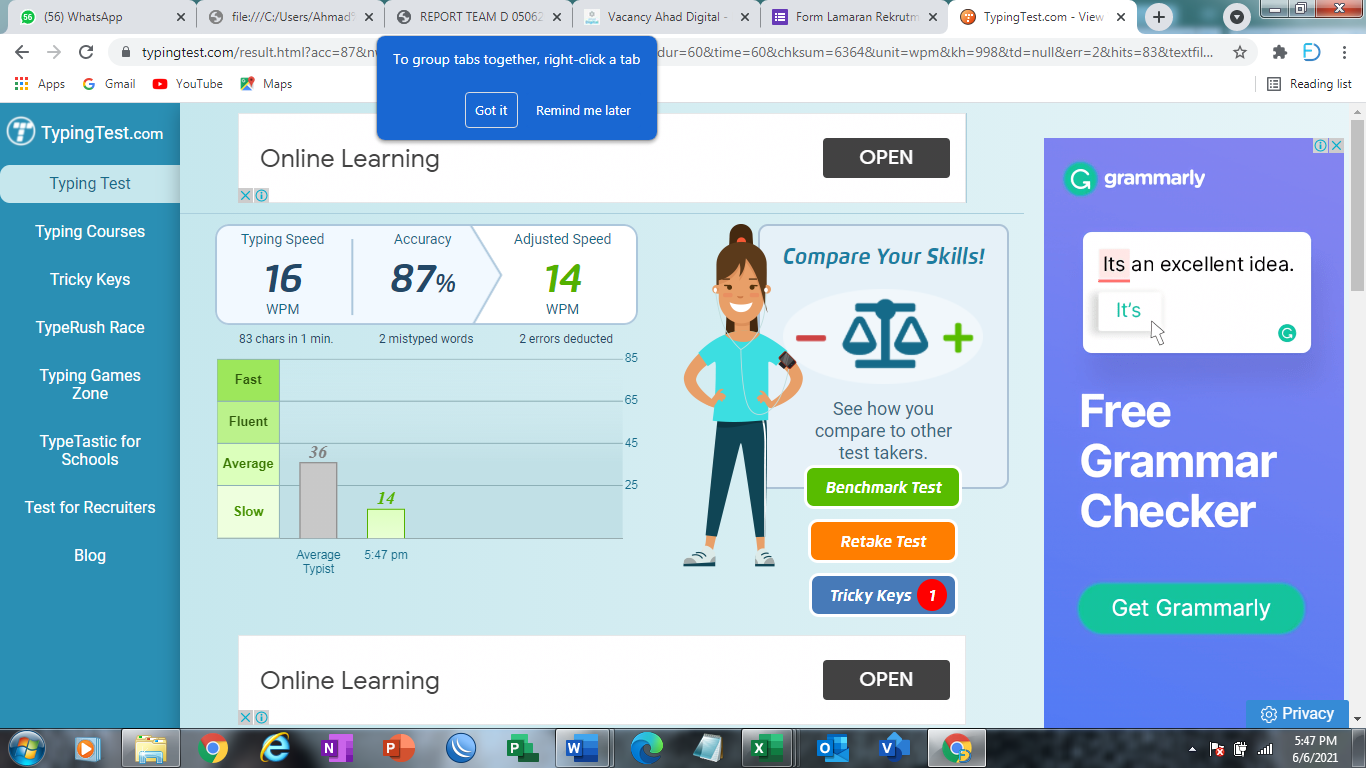 (56) WhatsApp
file:///C:/Users/Ahmad%
REPORT TEAM D 05062
Vacancy Ahad Digital -
Form Lamaran Rekrutm
TypingTest.com - View
typingtest.com/result.html?acc=87&nw
dur=60&time=60&chksum=6364&unit=wpm&kh=998&td=null&err=2&hits=83&textfil...
To group tabs together, right-click a tab
Got it
Remind me later
Apps
Gmail
YouTube
Maps
Reading list
TypingTest.com
Typing Test
Typing Courses
Tricky Keys
TypeRush Race
Typing Games
Zone
TypeTastic for
Schools
Test for Recruiters
Blog
Online Learning
OPEN
Typing Speed
16
WPM
Accuracy
87%
Adjusted Speed
14
WPM
83 chars in 1 min.
2 mistyped words
2 errors deducted
Fast
Fluent
Average
Slow
85
65
45
25
36
14
Average
Typist
5:47 pm
Compare Your Skills!
See how you
compare to other
test takers.
Benchmark Test
Retake Test
Tricky Keys 1
Online Learning
OPEN
grammarly
Its an excellent idea.
It's
Free
Grammar
Checker
Get Grammarly
Privacy
5:47 PM
6/6/2021